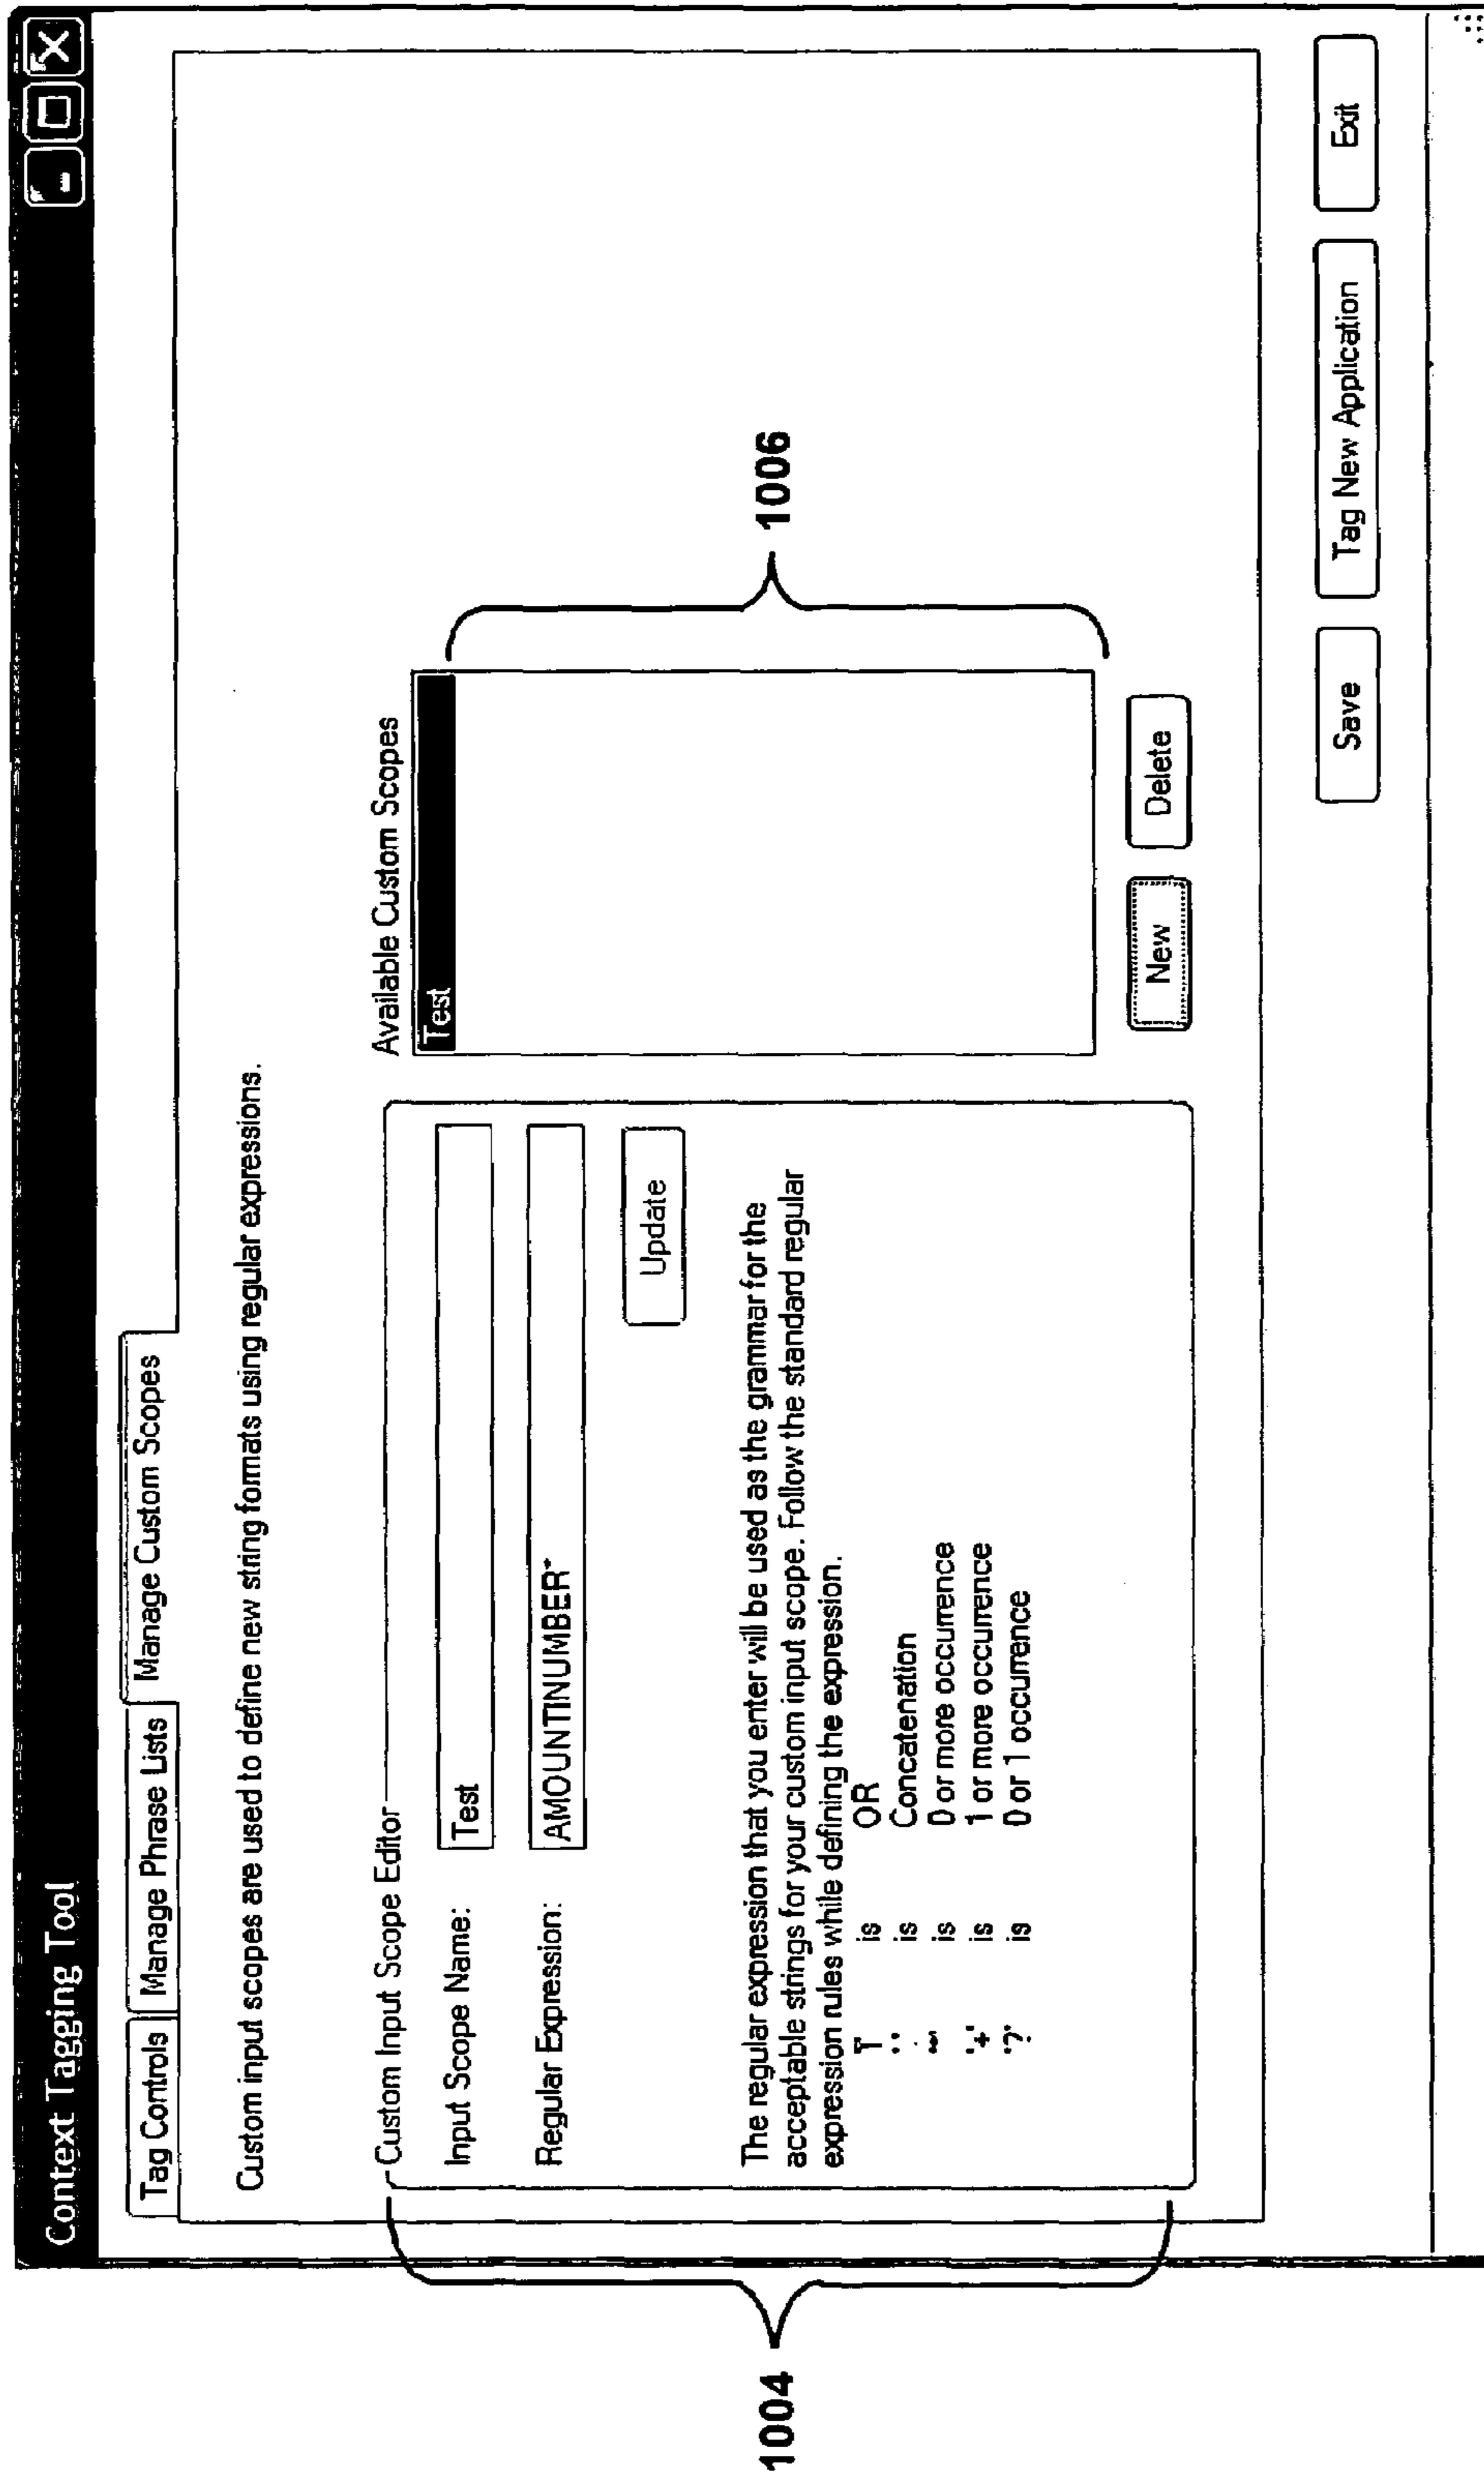 Context Tagging Tool
Tag Controls
Manage Phrase Lists
Manage Custom Scopes
Custom input scopes are used to define new string formats using regular expressions.
Custom Input Scope Editor
Input Scope Name:
Test
Regular Expression:
AMOUNTINUMBER*
Update
The regular expression that you enter will be used as the grammar for the
acceptable strings for your custom input scope. Follow the standard regular
expression rules while defining the expression.
is OR
is Concatenation
is 0 or more occurrence
'+' is 1 or more occurrence
'?' is 0 or 1 occurrence
1004
Available Custom Scopes
Test
New
Delete
1006
Save
Tag New Application
Exit